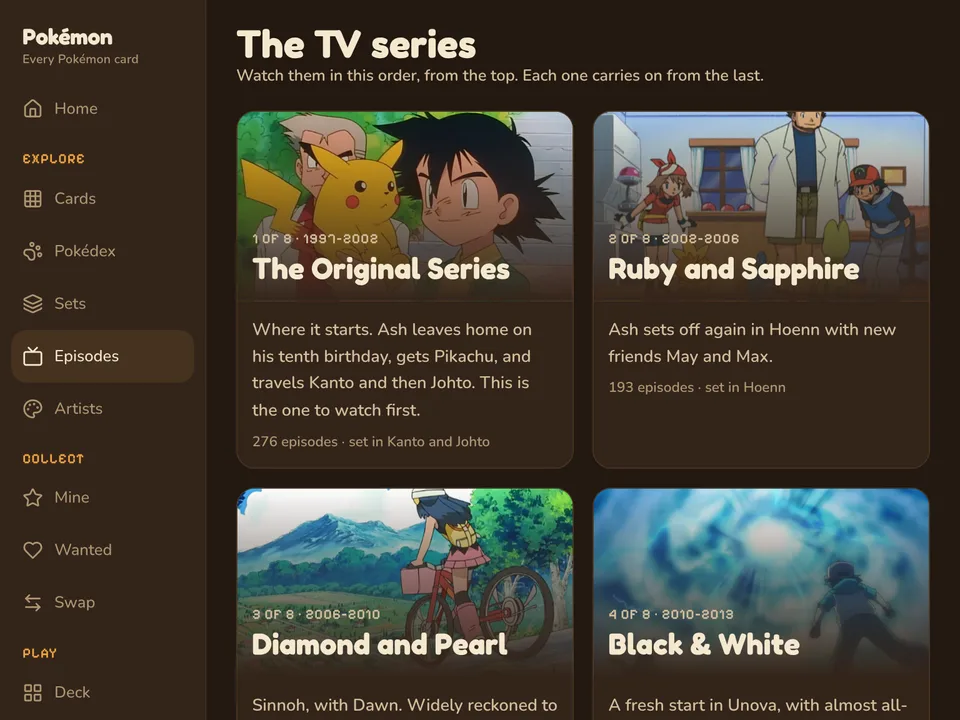 Pokémon
Every Pokémon card
Home
EXPLORE
Cards
Pokédex
Sets
Episodes
Artists
COLLECT
Mine
Wanted
Swap
PLAY
Deck
The TV series
Watch them in this order, from the top. Each one carries on from the last.
1 OF 8 · 1997-2002
The Original Series
Where it starts. Ash leaves home on
his tenth birthday, gets Pikachu, and
travels Kanto and then Johto. This is
the one to watch first.
276 episodes · set in Kanto and Johto
2 OF 8 · 2002-2006
Ruby and Sapphire
Ash sets off again in Hoenn with new
friends May and Max.
193 episodes · set in Hoenn
3 OF 8 · 2006-2010
Diamond and Pearl
Sinnoh, with Dawn. Widely reckoned to
4 OF 8 · 2010-2013
Black & White
A fresh start in Unova, with almost all-